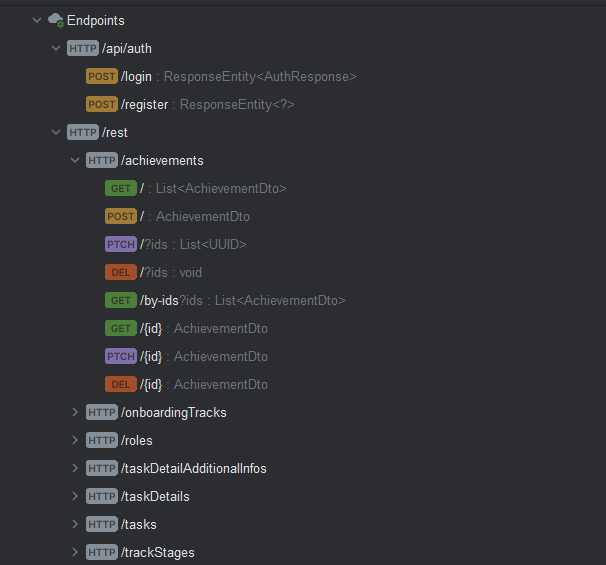 Endpoints
HTTP /api/auth
POST /login : ResponseEntity<AuthResponse>
POST /register : ResponseEntity<?>
HTTP /rest
HTTP /achievements
GET / : List<AchievementDto>
POST / : AchievementDto
PTCH /?ids : List<UUID>
DEL /?ids : void
GET /by-ids?ids : List<AchievementDto>
GET /{id} : AchievementDto
PTCH /{id} : AchievementDto
DEL /{id} : AchievementDto
HTTP /onboardingTracks
HTTP /roles
HTTP /taskDetailAdditionalInfos
HTTP /taskDetails
HTTP /tasks
HTTP /trackStages